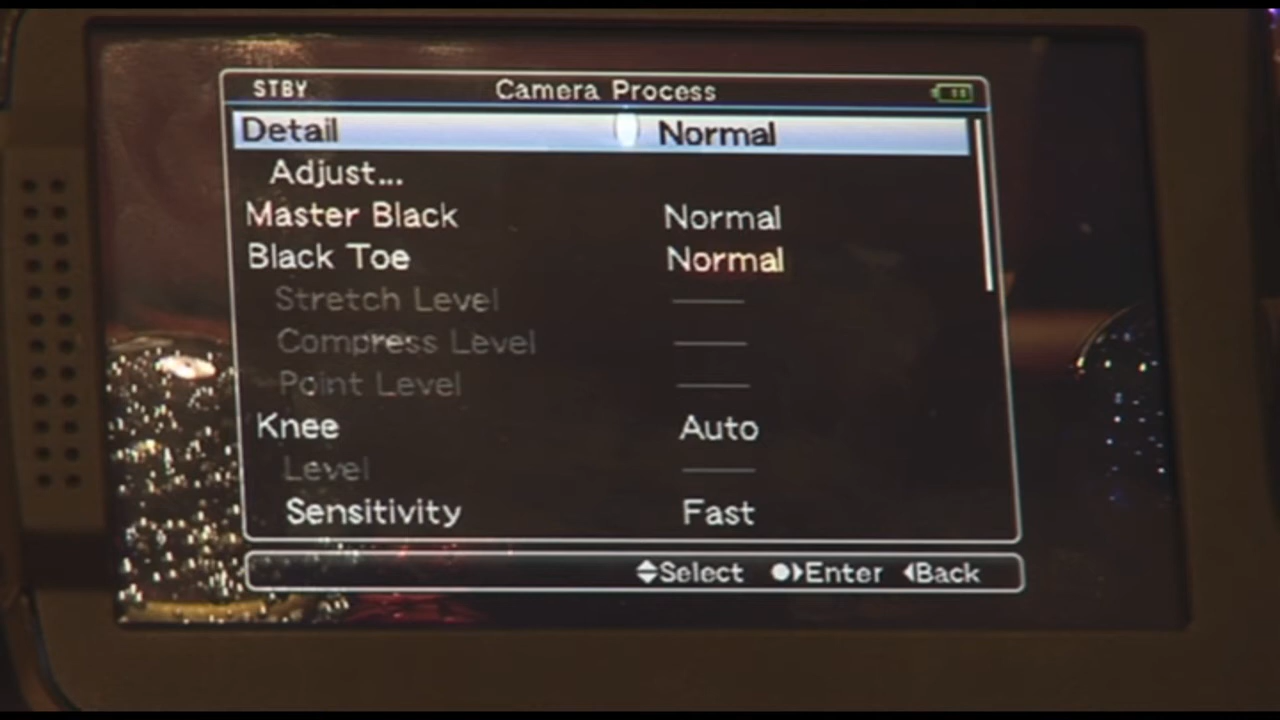 STBY Camera Process
Detail Normal
Adjust...
Master Black Normal
Black Toe Normal
Stretch Level ———
Compress Level ———
Point Level ———
Knee Auto
Level ———
Sensitivity Fast
Select Enter Back